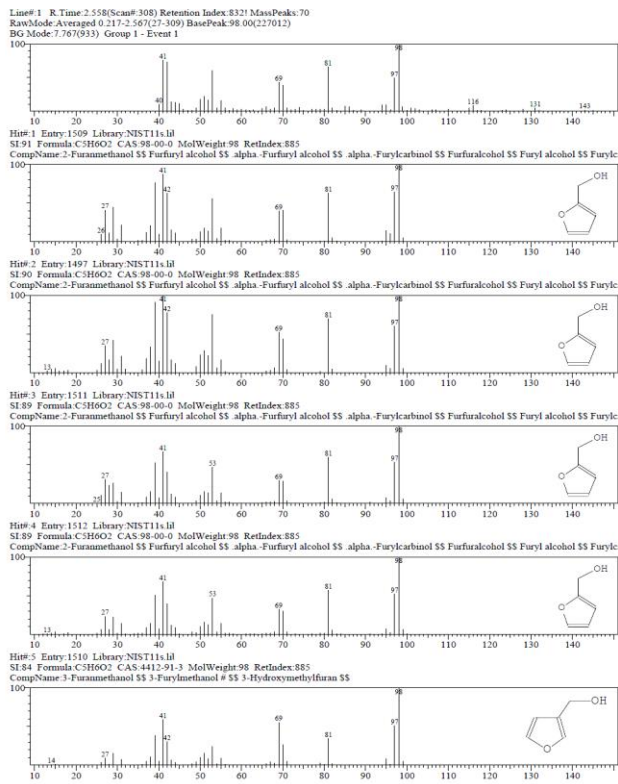 Line#:1 R.Time:2.558(Scan#:308) Retention Index:832! MassPeaks:70
RawMode:Averaged 0.217-2.567(27-309) BasePeak:98.00(227012)
BG Mode:7.767(933) Group 1 - Event 1
100
98
41
81
97
69
40
116
131
143
10 20 30 40 50 60 70 80 90 100 110 120 130 140
Hit#:1 Entry:1509 Library:NIST11s.lil
SI:91 Formula:C5H6O2 CAS:98-00-0 MolWeight:98 RetIndex:885
CompName:2-Furanmethanol $$ Furfuryl alcohol $$ .alpha.-Furfuryl alcohol $$ .alpha.-Furylcarbinol $$ Furfuralcohol $$ Furyl alcohol $$ Furylc
100
98
41
42
81
97
27
69
26
OH
O
10 20 30 40 50 60 70 80 90 100 110 120 130 140
Hit#:2 Entry:1497 Library:NIST11s.lil
SI:90 Formula:C5H6O2 CAS:98-00-0 MolWeight:98 RetIndex:885
CompName:2-Furanmethanol $$ Furfuryl alcohol $$ .alpha.-Furfuryl alcohol $$ .alpha.-Furylcarbinol $$ Furfuralcohol $$ Furyl alcohol $$ Furylc
100
41
98
42
81
97
69
27
13
OH
O
10 20 30 40 50 60 70 80 90 100 110 120 130 140
Hit#:3 Entry:1511 Library:NIST11s.lil
SI:89 Formula:C5H6O2 CAS:98-00-0 MolWeight:98 RetIndex:885
CompName:2-Furanmethanol $$ Furfuryl alcohol $$ .alpha.-Furfuryl alcohol $$ .alpha.-Furylcarbinol $$ Furfuralcohol $$ Furyl alcohol $$ Furylc
100
98
41
81
97
53
27
69
25
OH
O
10 20 30 40 50 60 70 80 90 100 110 120 130 140
Hit#:4 Entry:1512 Library:NIST11s.lil
SI:89 Formula:C5H6O2 CAS:98-00-0 MolWeight:98 RetIndex:885
CompName:2-Furanmethanol $$ Furfuryl alcohol $$ .alpha.-Furfuryl alcohol $$ .alpha.-Furylcarbinol $$ Furfuralcohol $$ Furyl alcohol $$ Furylc
100
98
41
81
97
53
69
27
13
OH
O
10 20 30 40 50 60 70 80 90 100 110 120 130 140
Hit#:5 Entry:1510 Library:NIST11s.lil
SI:84 Formula:C5H6O2 CAS:4412-91-3 MolWeight:98 RetIndex:885
CompName:3-Furanmethanol $$ 3-Furylmethanol # $$ 3-Hydroxymethylfuran $$
100
98
41
69
97
81
42
27
14
OH
O
10 20 30 40 50 60 70 80 90 100 110 120 130 140